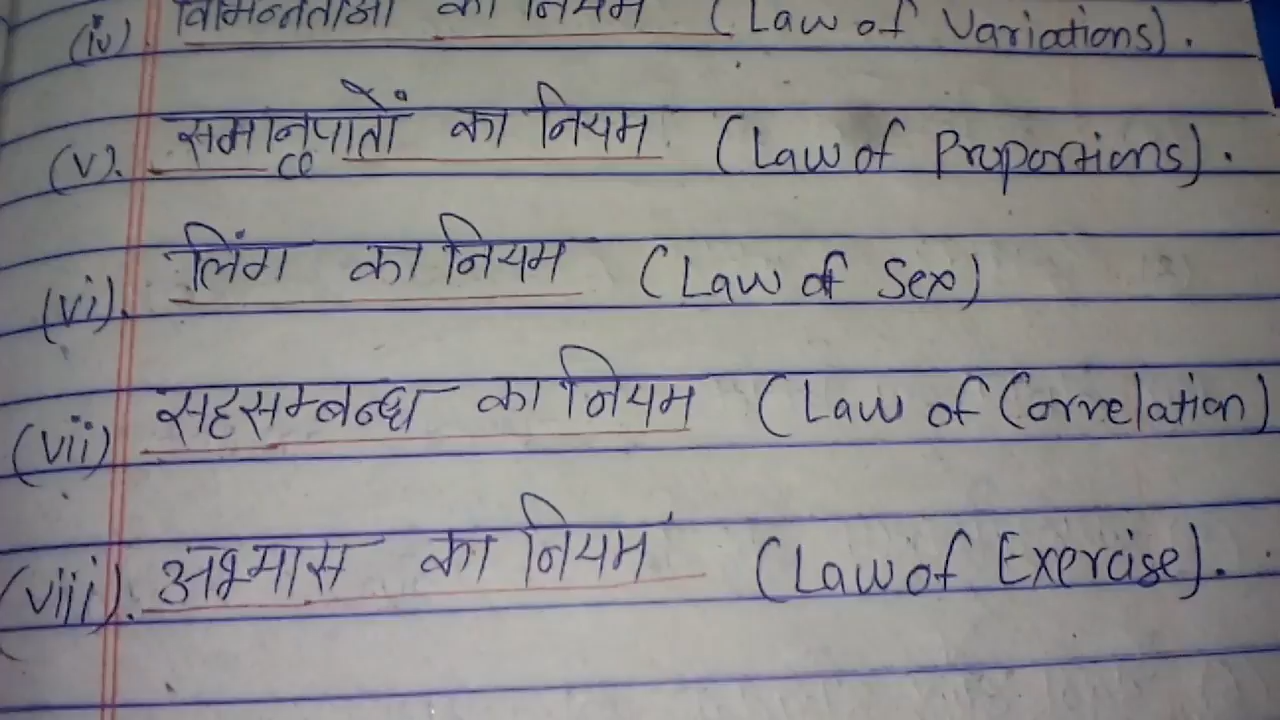 (iv). विभिन्नताओं का नियम (Law of Variations).
(v). समानुपातों का नियम (Law of Proportions).
(vi). लिंग का नियम (Law of Sex)
(vii) सहसम्बन्ध का नियम (Law of Correlation)
(viii). अभ्यास का नियम (Law of Exercise).